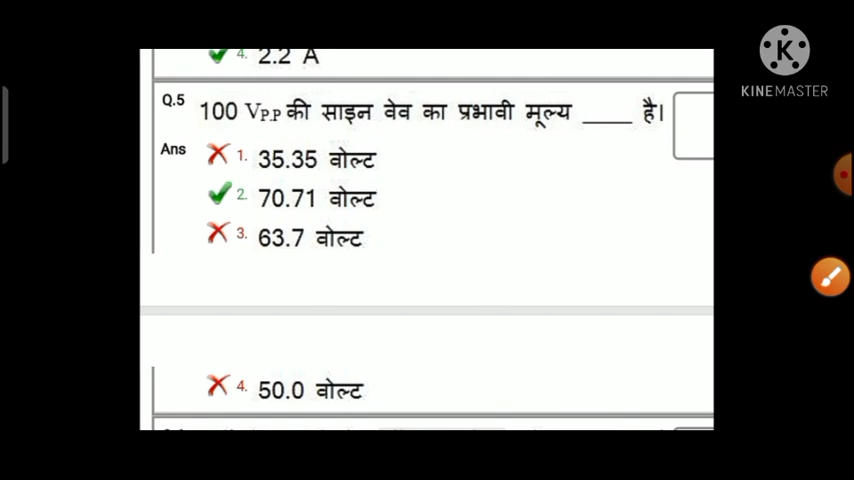 4. 2.2 A
KINEMASTER
Q.5 100 VP.P की साइन वेव का प्रभावी मूल्य ____ है।
Ans 1. 35.35 वोल्ट
2. 70.71 वोल्ट
3. 63.7 वोल्ट
4. 50.0 वोल्ट